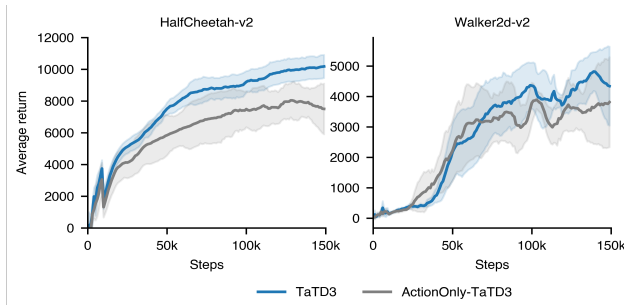 HalfCheetah-v2
Walker2d-v2
Average return
12000
10000
8000
6000
4000
2000
0
0
50k
100k
150k
Steps
5000
4000
3000
2000
1000
0
0
50k
100k
150k
Steps
TaTD3
ActionOnly-TaTD3